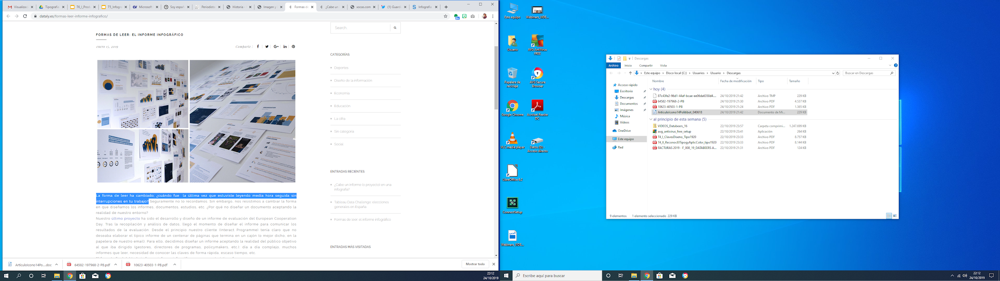 Visualizaci
Tipografía
T6_I_Produ
T5_Infogra
Microsoft
Soy españ
Periodista
Historia -
Imagen y
Formas de
¿Cabe un
xocas.com
(1) Guardi
Infografía
dataly.es/formas-leer-informe-infografico/
Search
FORMAS DE LEER: EL INFORME INFOGRÁFICO
enero 15, 2019
Comparte :
CATEGORÍAS
Deportes
Diseño de la información
Economía
Educación
La cifra
Sin categoría
Social
ENTRADAS RECIENTES
¿Cabe un informe (o proyecto) en una
infografía?
Tableau Data Challenge: elecciones
generales en España
Formas de leer: el informe infográfico
ENTRADAS MÁS VISITADAS
La forma de leer ha cambiado; ¿cuándo fue la última vez que estuviste leyendo media hora seguida sin
interrupciones en tu trabajo? Seguramente no lo recordamos. Sin embargo, nos resistimos a cambiar la forma
en que diseñamos los informes, documentos, estudios, etc. ¿Por qué no diseñar un documento aceptando la
realidad de nuestro entorno?
Nuestro último proyecto ha sido el desarrollo y diseño de un informe de evaluación del European Cooperation
Day. Tras la recopilación y análisis de datos, llegó el momento de diseñar el informe para comunicar los
resultados de la evaluación. Desde el principio nuestro cliente (Interact Programme) tenía claro que no
deseaba elaborar el típico informe de un centenar de páginas que termina en un cajón (o mejor dicho, en la
papelera de nuestro email). Para ello, decidimos diseñar un informe aceptando la realidad del público objetivo
al que iba dirigido (gestores, directores de programas, policymakers, etc.): día a día complejo, muchos
informes que leer, necesidad de conocer las claves de forma rápida, escaso tiempo, etc.
ArtículoIcono14Po....doc
64582-197968-2-PB.pdf
10623-40503-1-PB.pdf
Mostrar todo
22:12
24/10/2019
Este equipo
Webinars_VIDE...
Usuario
AVG AntiVirus
FREE
Papelera de
reciclaje
AVG Secure
Browser
Google Chrome
Acrobat Reader
DC
VLC media player
Datos (D) -
Acceso directo
LibreOffice 6.2
ConnectSetup
Webinars_VIDE...
Descargas
Archivo
Inicio
Compartir
Vista
Este equipo
Disco local (C:)
Usuarios
Usuario
Descargas
Buscar en Descargas
Acceso rápido
Escritorio
Descargas
Documentos
Imágenes
Música
Vídeos
OneDrive
Este equipo
Red
Nombre Fecha de modificación Tipo Tamaño
hoy (4)
87c43fe2-96d1-44af-bcae-ee06da6358d4.... 24/10/2019 21:42 Archivo TMP 229 KB
64582-197968-2-PB 24/10/2019 21:30 Archivo PDF 4.537 KB
10623-40503-1-PB 24/10/2019 21:24 Archivo PDF 1.365 KB
ArtículoIcono14Politibot_040618 24/10/2019 21:42 Documento de Mi... 229 KB
al principio de esta semana (5)
VIDEOS_Databeers_16 22/10/2019 23:57 Carpeta comprimi... 1.247.699 KB
avg_antivirus_free_setup 22/10/2019 23:41 Aplicación 264 KB
T4_I_ClavesDiseno_Tipo1920 22/10/2019 23:33 Archivo PDF 8.757 KB
T4_II_ReconocElTipogyAplicColor_tipo1920 22/10/2019 23:33 Archivo PDF 8.144 KB
FACTURAS 2019 - F_008_19_DATABEERS A... 22/10/2019 21:31 Archivo PDF 124 KB
9 elementos
1 elemento seleccionado 229 KB
Escribe aquí para buscar
22:12
24/10/2019